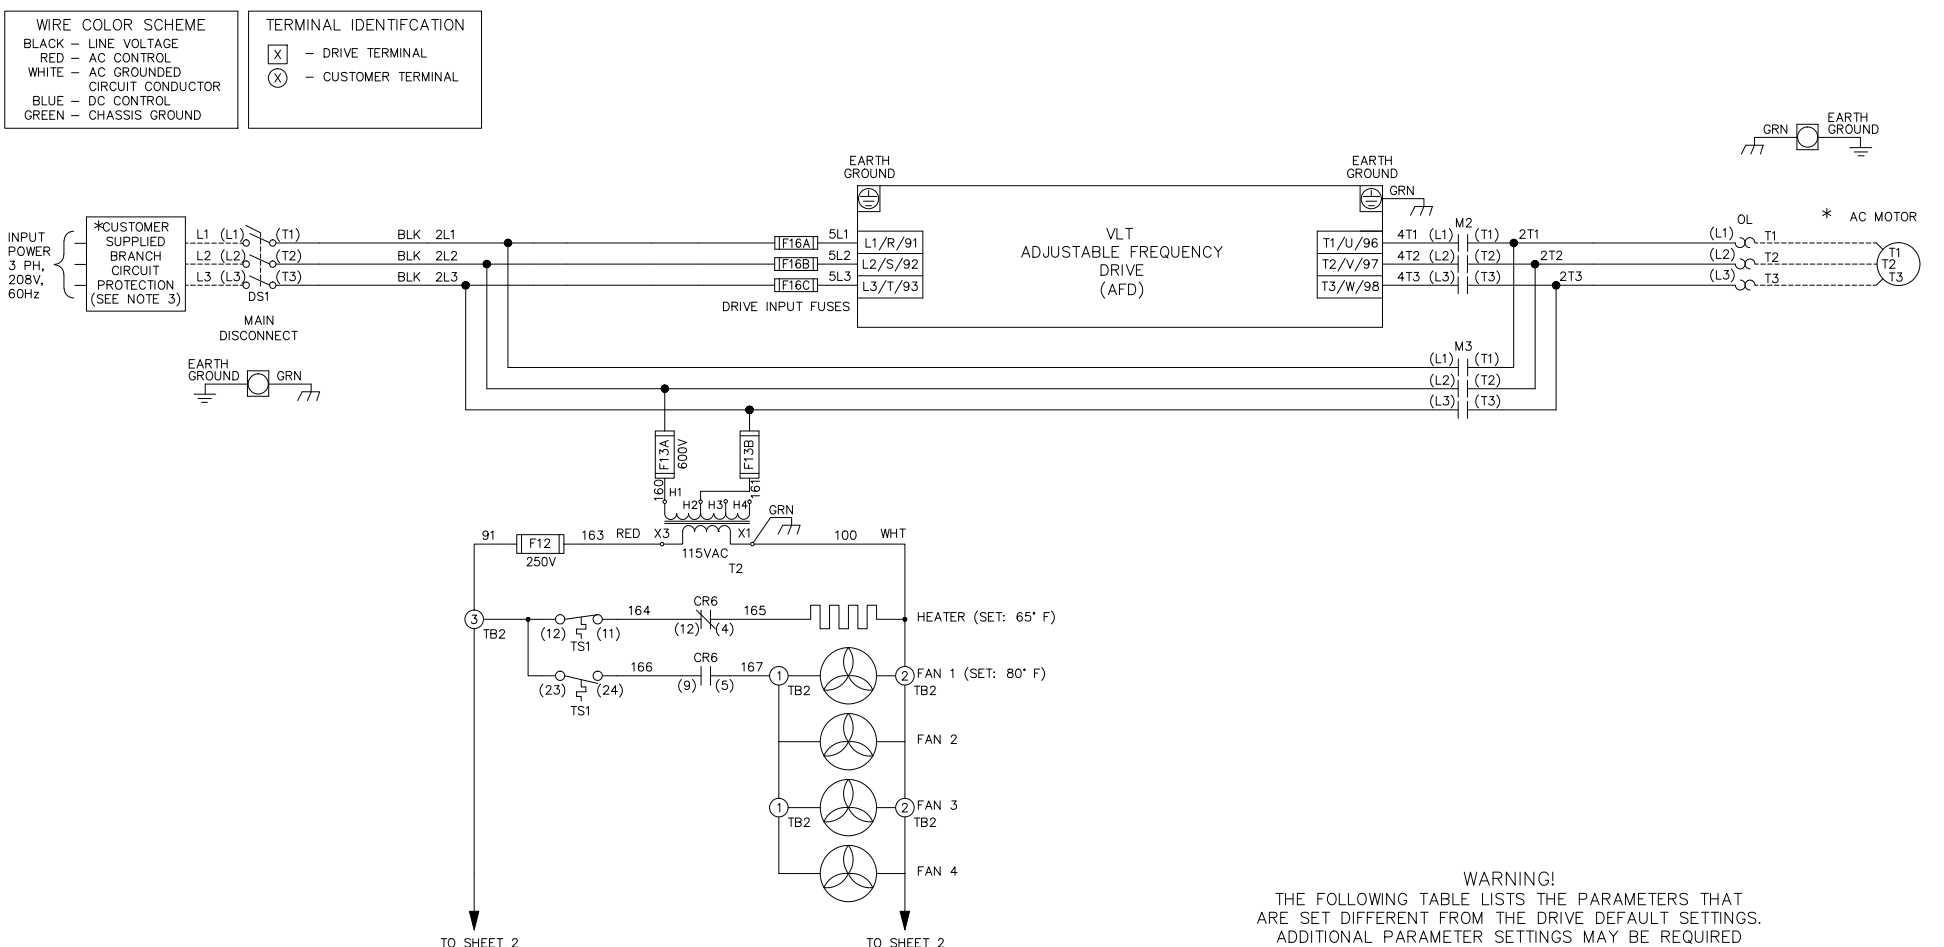 WIRE COLOR SCHEME
BLACK – LINE VOLTAGE
RED – AC CONTROL
WHITE – AC GROUNDED
CIRCUIT CONDUCTOR
BLUE – DC CONTROL
GREEN – CHASSIS GROUND
TERMINAL IDENTIFCATION
X – DRIVE TERMINAL
X – CUSTOMER TERMINAL
INPUT
POWER
3 PH,
208V,
60Hz
*CUSTOMER
SUPPLIED
BRANCH
CIRCUIT
PROTECTION
(SEE NOTE 3)
L1 (L1) (T1)
L2 (L2) (T2)
L3 (L3) (T3)
DS1
MAIN
DISCONNECT
EARTH
GROUND
GRN
BLK 2L1
BLK 2L2
BLK 2L3
F16A 5L1
F16B 5L2
F16C 5L3
DRIVE INPUT FUSES
EARTH
GROUND
L1/R/91
L2/S/92
L3/T/93
VLT
ADJUSTABLE FREQUENCY
DRIVE
(AFD)
EARTH
GROUND
GRN
T1/U/96
T2/V/97
T3/W/98
M2
4T1 (L1) (T1) 2T1
4T2 (L2) (T2) 2T2
4T3 (L3) (T3) 2T3
M3
(L1) (T1)
(L2) (T2)
(L3) (T3)
GRN
EARTH
GROUND
OL
* AC MOTOR
(L1) T1
(L2) T2
(L3) T3
T1
T2
T3
F13A
600V
F13B
160
H1
H2
H3
H4
161
GRN
91
F12
250V
163
RED
X3
X1
115VAC
T2
100
WHT
3
TB2
(12)
(11)
TS1
164
CR6
(12)
(4)
165
HEATER (SET: 65° F)
(23)
(24)
TS1
166
CR6
(9)
(5)
167
1
TB2
2
TB2
FAN 1 (SET: 80° F)
FAN 2
1
TB2
2
TB2
FAN 3
FAN 4
TO SHEET 2
TO SHEET 2
WARNING!
THE FOLLOWING TABLE LISTS THE PARAMETERS THAT
ARE SET DIFFERENT FROM THE DRIVE DEFAULT SETTINGS.
ADDITIONAL PARAMETER SETTINGS MAY BE REQUIRED